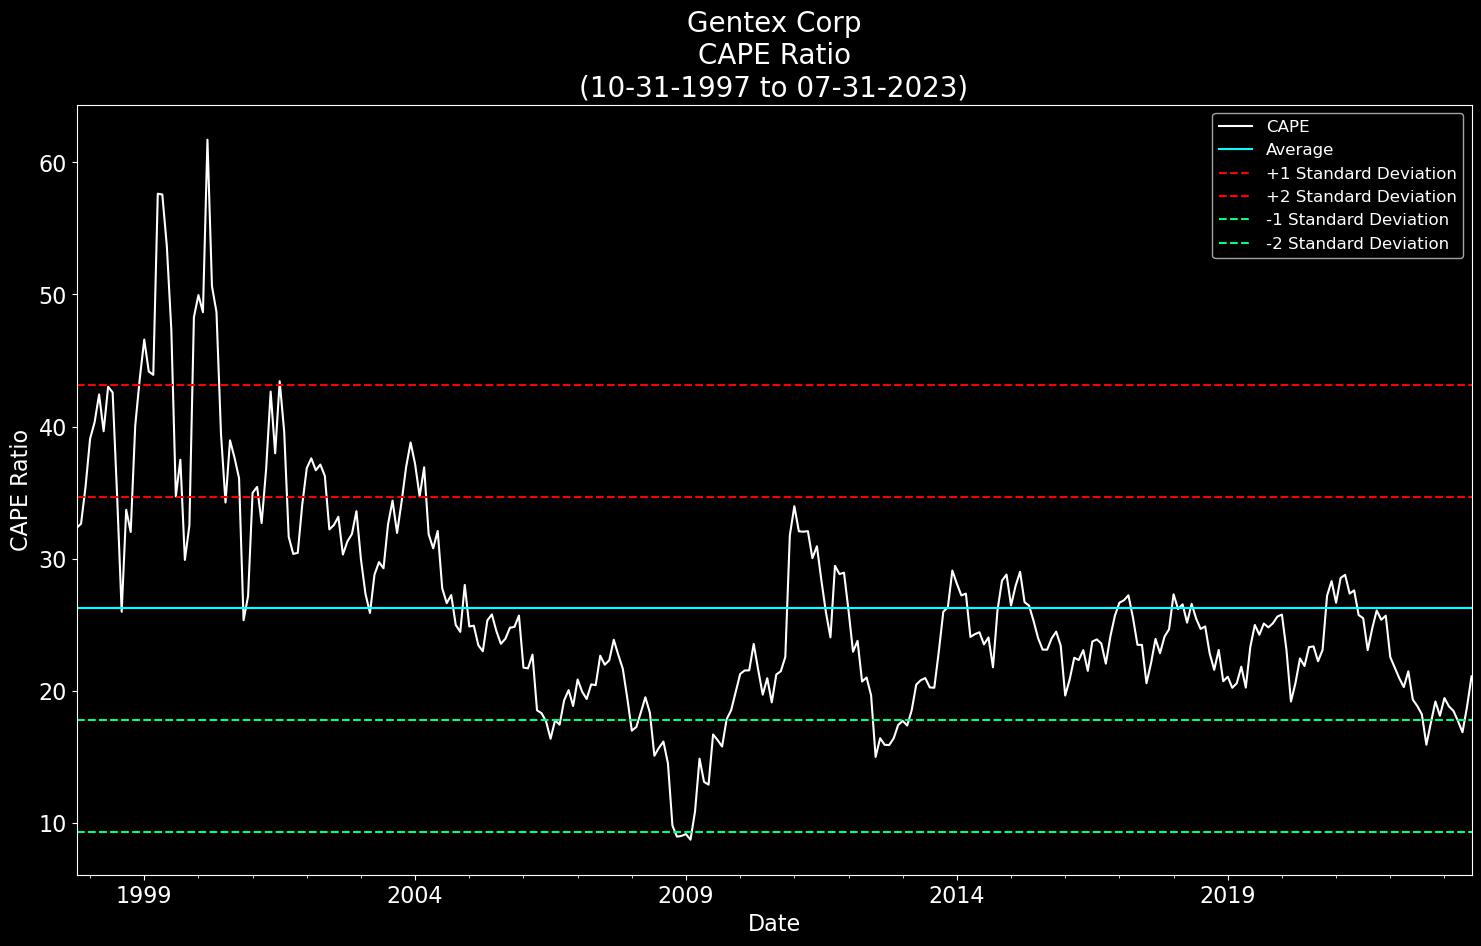 Gentex Corp
CAPE Ratio
(10-31-1997 to 07-31-2023)
CAPE
Average
+1 Standard Deviation
+2 Standard Deviation
-1 Standard Deviation
-2 Standard Deviation
CAPE Ratio
60
50
40
30
20
10
1999 2004 2009 2014 2019
Date